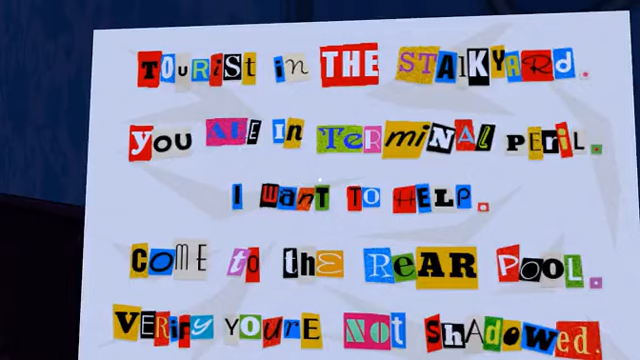 TOURIST in THE STAlKYARd.
you ARE In TeRminAl PEriL.
I WanT TO HELP.
COME to thE ReAR POOL.
VERify YOU'RE Not ShAdoWed.